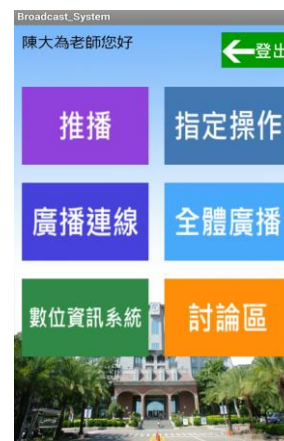 Broadcast_System
陳大為老師您好
登出
推播
指定操作
廣播連線
全體廣播
數位資訊系統
討論區